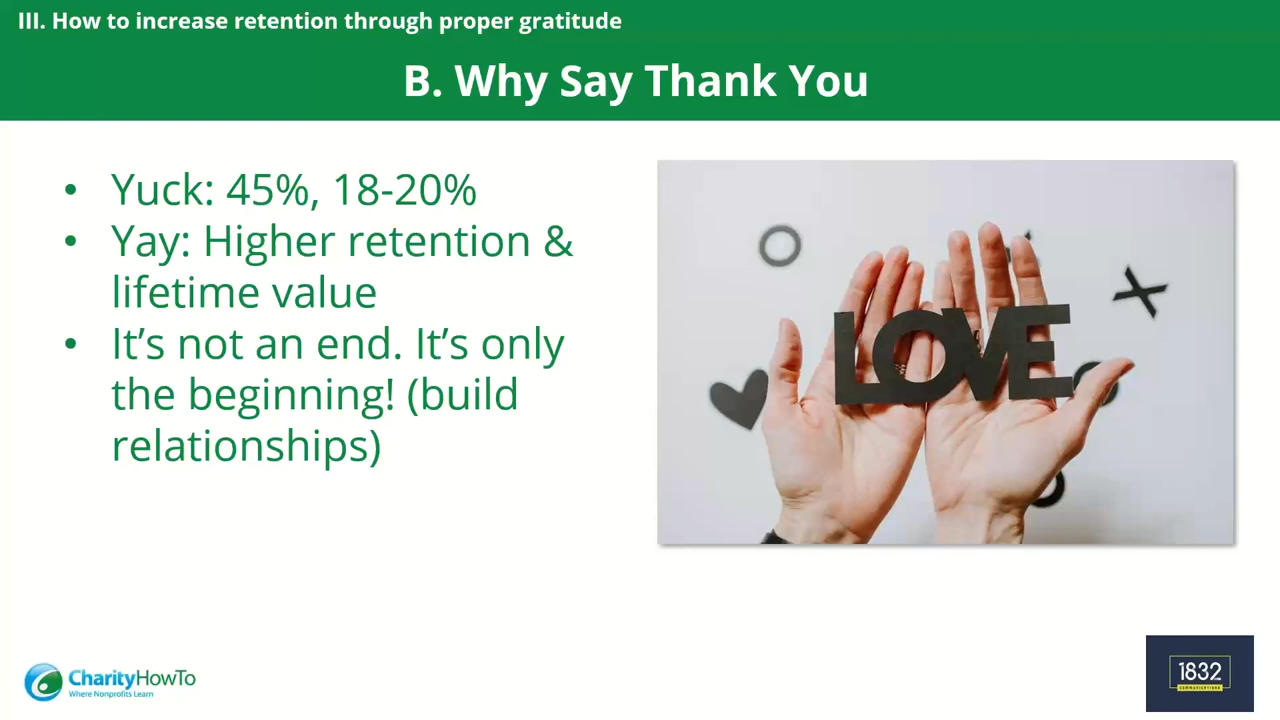 III. How to increase retention through proper gratitude
B. Why Say Thank You
• Yuck: 45%, 18-20%
• Yay: Higher retention &
lifetime value
• It’s not an end. It’s only
the beginning! (build
relationships)
LOVE
CharityHowTo
Where Nonprofits Learn
1832
COMMUNICATIONS